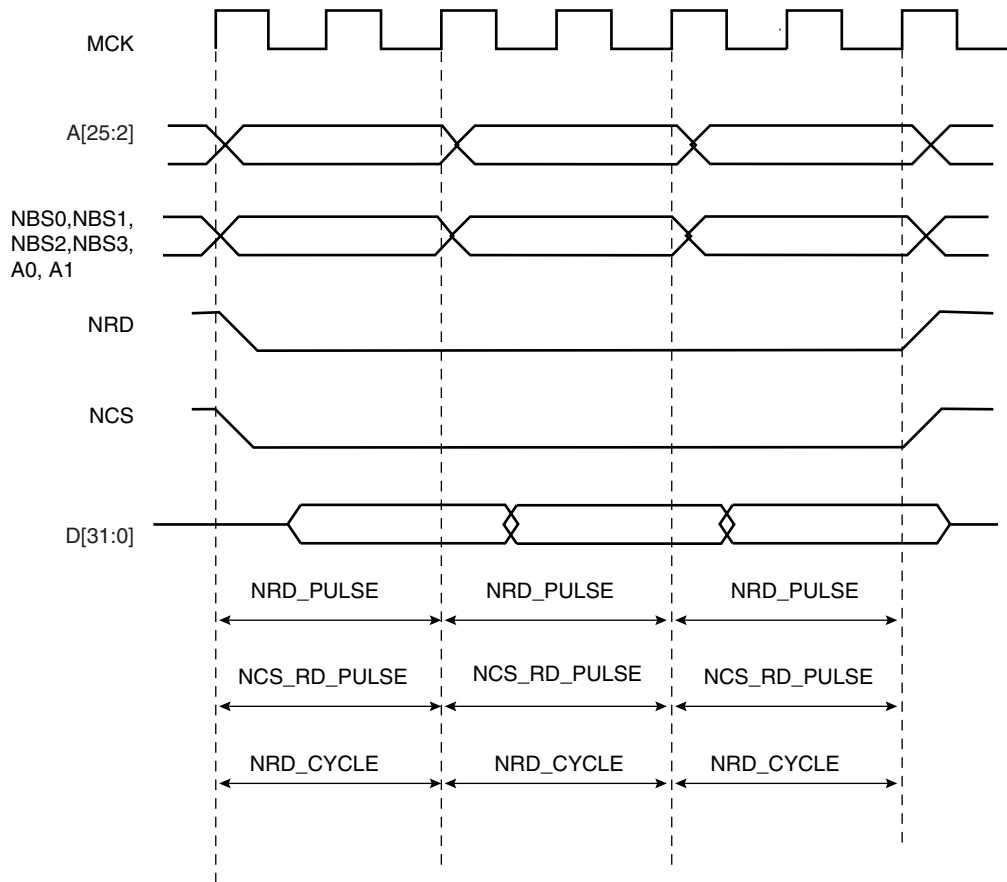 MCK
A[25:2]
NBS0,NBS1,
NBS2,NBS3,
A0, A1
NRD
NCS
D[31:0]
NRD_PULSE NRD_PULSE NRD_PULSE
NCS_RD_PULSE NCS_RD_PULSE NCS_RD_PULSE
NRD_CYCLE NRD_CYCLE NRD_CYCLE